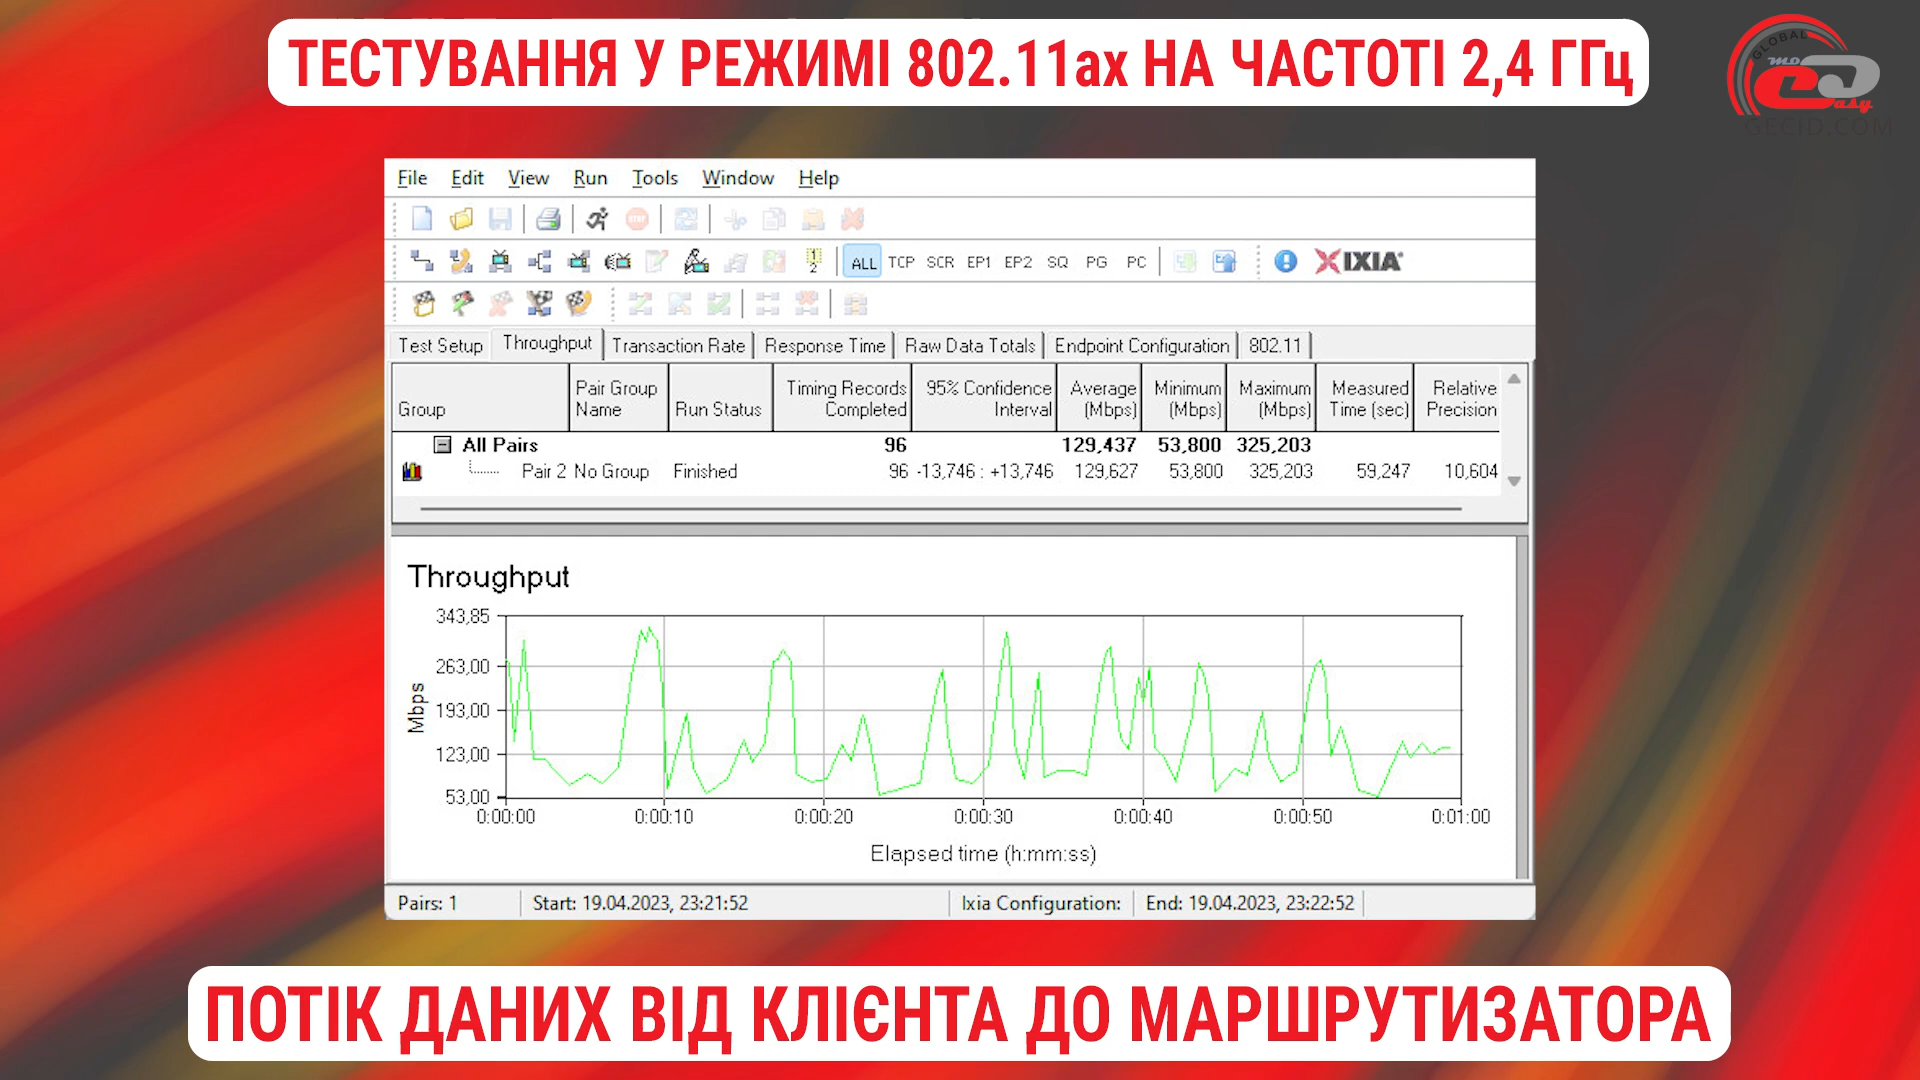 ТЕСТУВАННЯ У РЕЖИМІ 802.11ax НА ЧАСТОТІ 2,4 ГГц
GLOBAL
MO
asy
GECID.COM
File Edit View Run Tools Window Help
STOP
1 2 ALL TCP SCR EP1 EP2 SQ PG PC IXIA
Test Setup Throughput Transaction Rate Response Time Raw Data Totals Endpoint Configuration 802.11
Group Pair Group Name Run Status Timing Records Completed 95% Confidence Interval Average (Mbps) Minimum (Mbps) Maximum (Mbps) Measured Time (sec) Relative Precision
All Pairs 96 129,437 53,800 325,203
Pair 2 No Group Finished 96 -13,746 : +13,746 129,627 53,800 325,203 59,247 10,604
Throughput
343,85
263,00
193,00
123,00
53,00
Mbps
0:00:00 0:00:10 0:00:20 0:00:30 0:00:40 0:00:50 0:01:00
Elapsed time (h:mm:ss)
Pairs: 1 Start: 19.04.2023, 23:21:52 Ixia Configuration: End: 19.04.2023, 23:22:52
ПОТІК ДАНИХ ВІД КЛІЄНТА ДО МАРШРУТИЗАТОРА